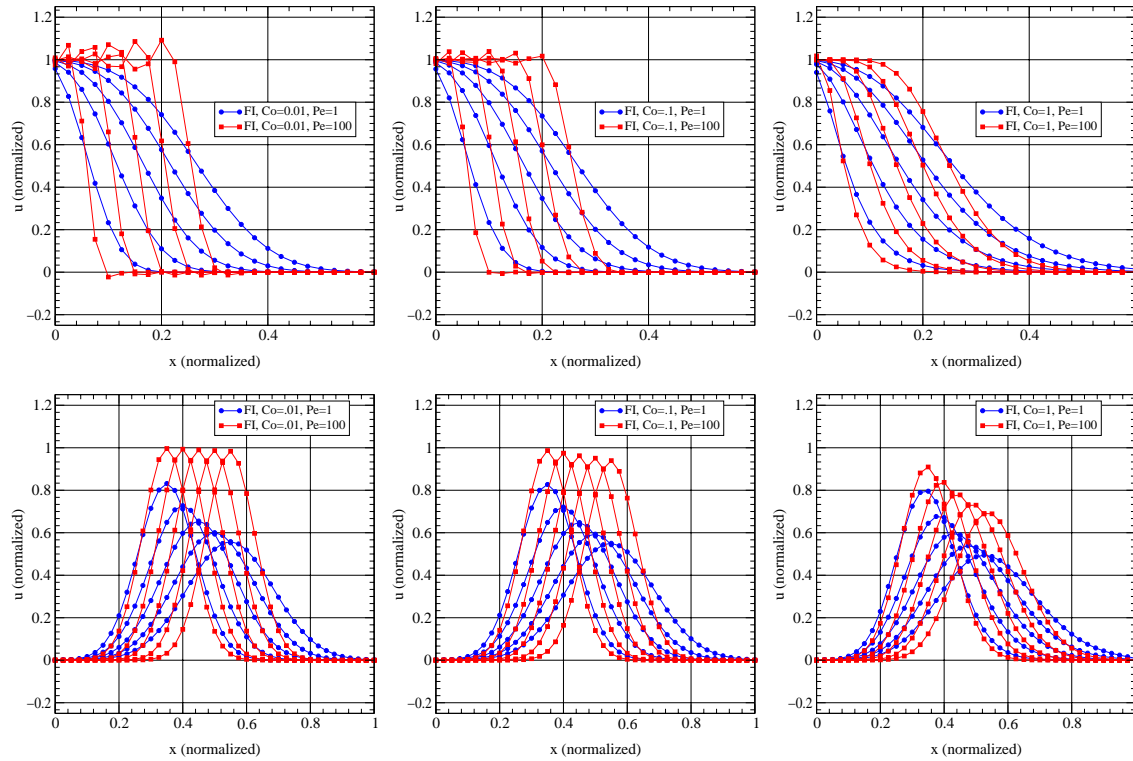 1.2
1
0.8
0.6
0.4
0.2
0
−0.2
u (normalized)
FI, Co=0.01, Pe=1
FI, Co=0.01, Pe=100
0 0.2 0.4
x (normalized)
1.2
1
0.8
0.6
0.4
0.2
0
−0.2
u (normalized)
FI, Co=.1, Pe=1
FI, Co=.1, Pe=100
0 0.2 0.4
x (normalized)
1.2
1
0.8
0.6
0.4
0.2
0
−0.2
u (normalized)
FI, Co=1, Pe=1
FI, Co=1, Pe=100
0 0.2 0.4
x (normalized)
1.2
1
0.8
0.6
0.4
0.2
0
−0.2
u (normalized)
FI, Co=.01, Pe=1
FI, Co=.01, Pe=100
0 0.2 0.4 0.6 0.8 1
x (normalized)
1.2
1
0.8
0.6
0.4
0.2
0
−0.2
u (normalized)
FI, Co=.1, Pe=1
FI, Co=.1, Pe=100
0 0.2 0.4 0.6 0.8 1
x (normalized)
1.2
1
0.8
0.6
0.4
0.2
0
−0.2
u (normalized)
FI, Co=1, Pe=1
FI, Co=1, Pe=100
0 0.2 0.4 0.6 0.8
x (normalized)